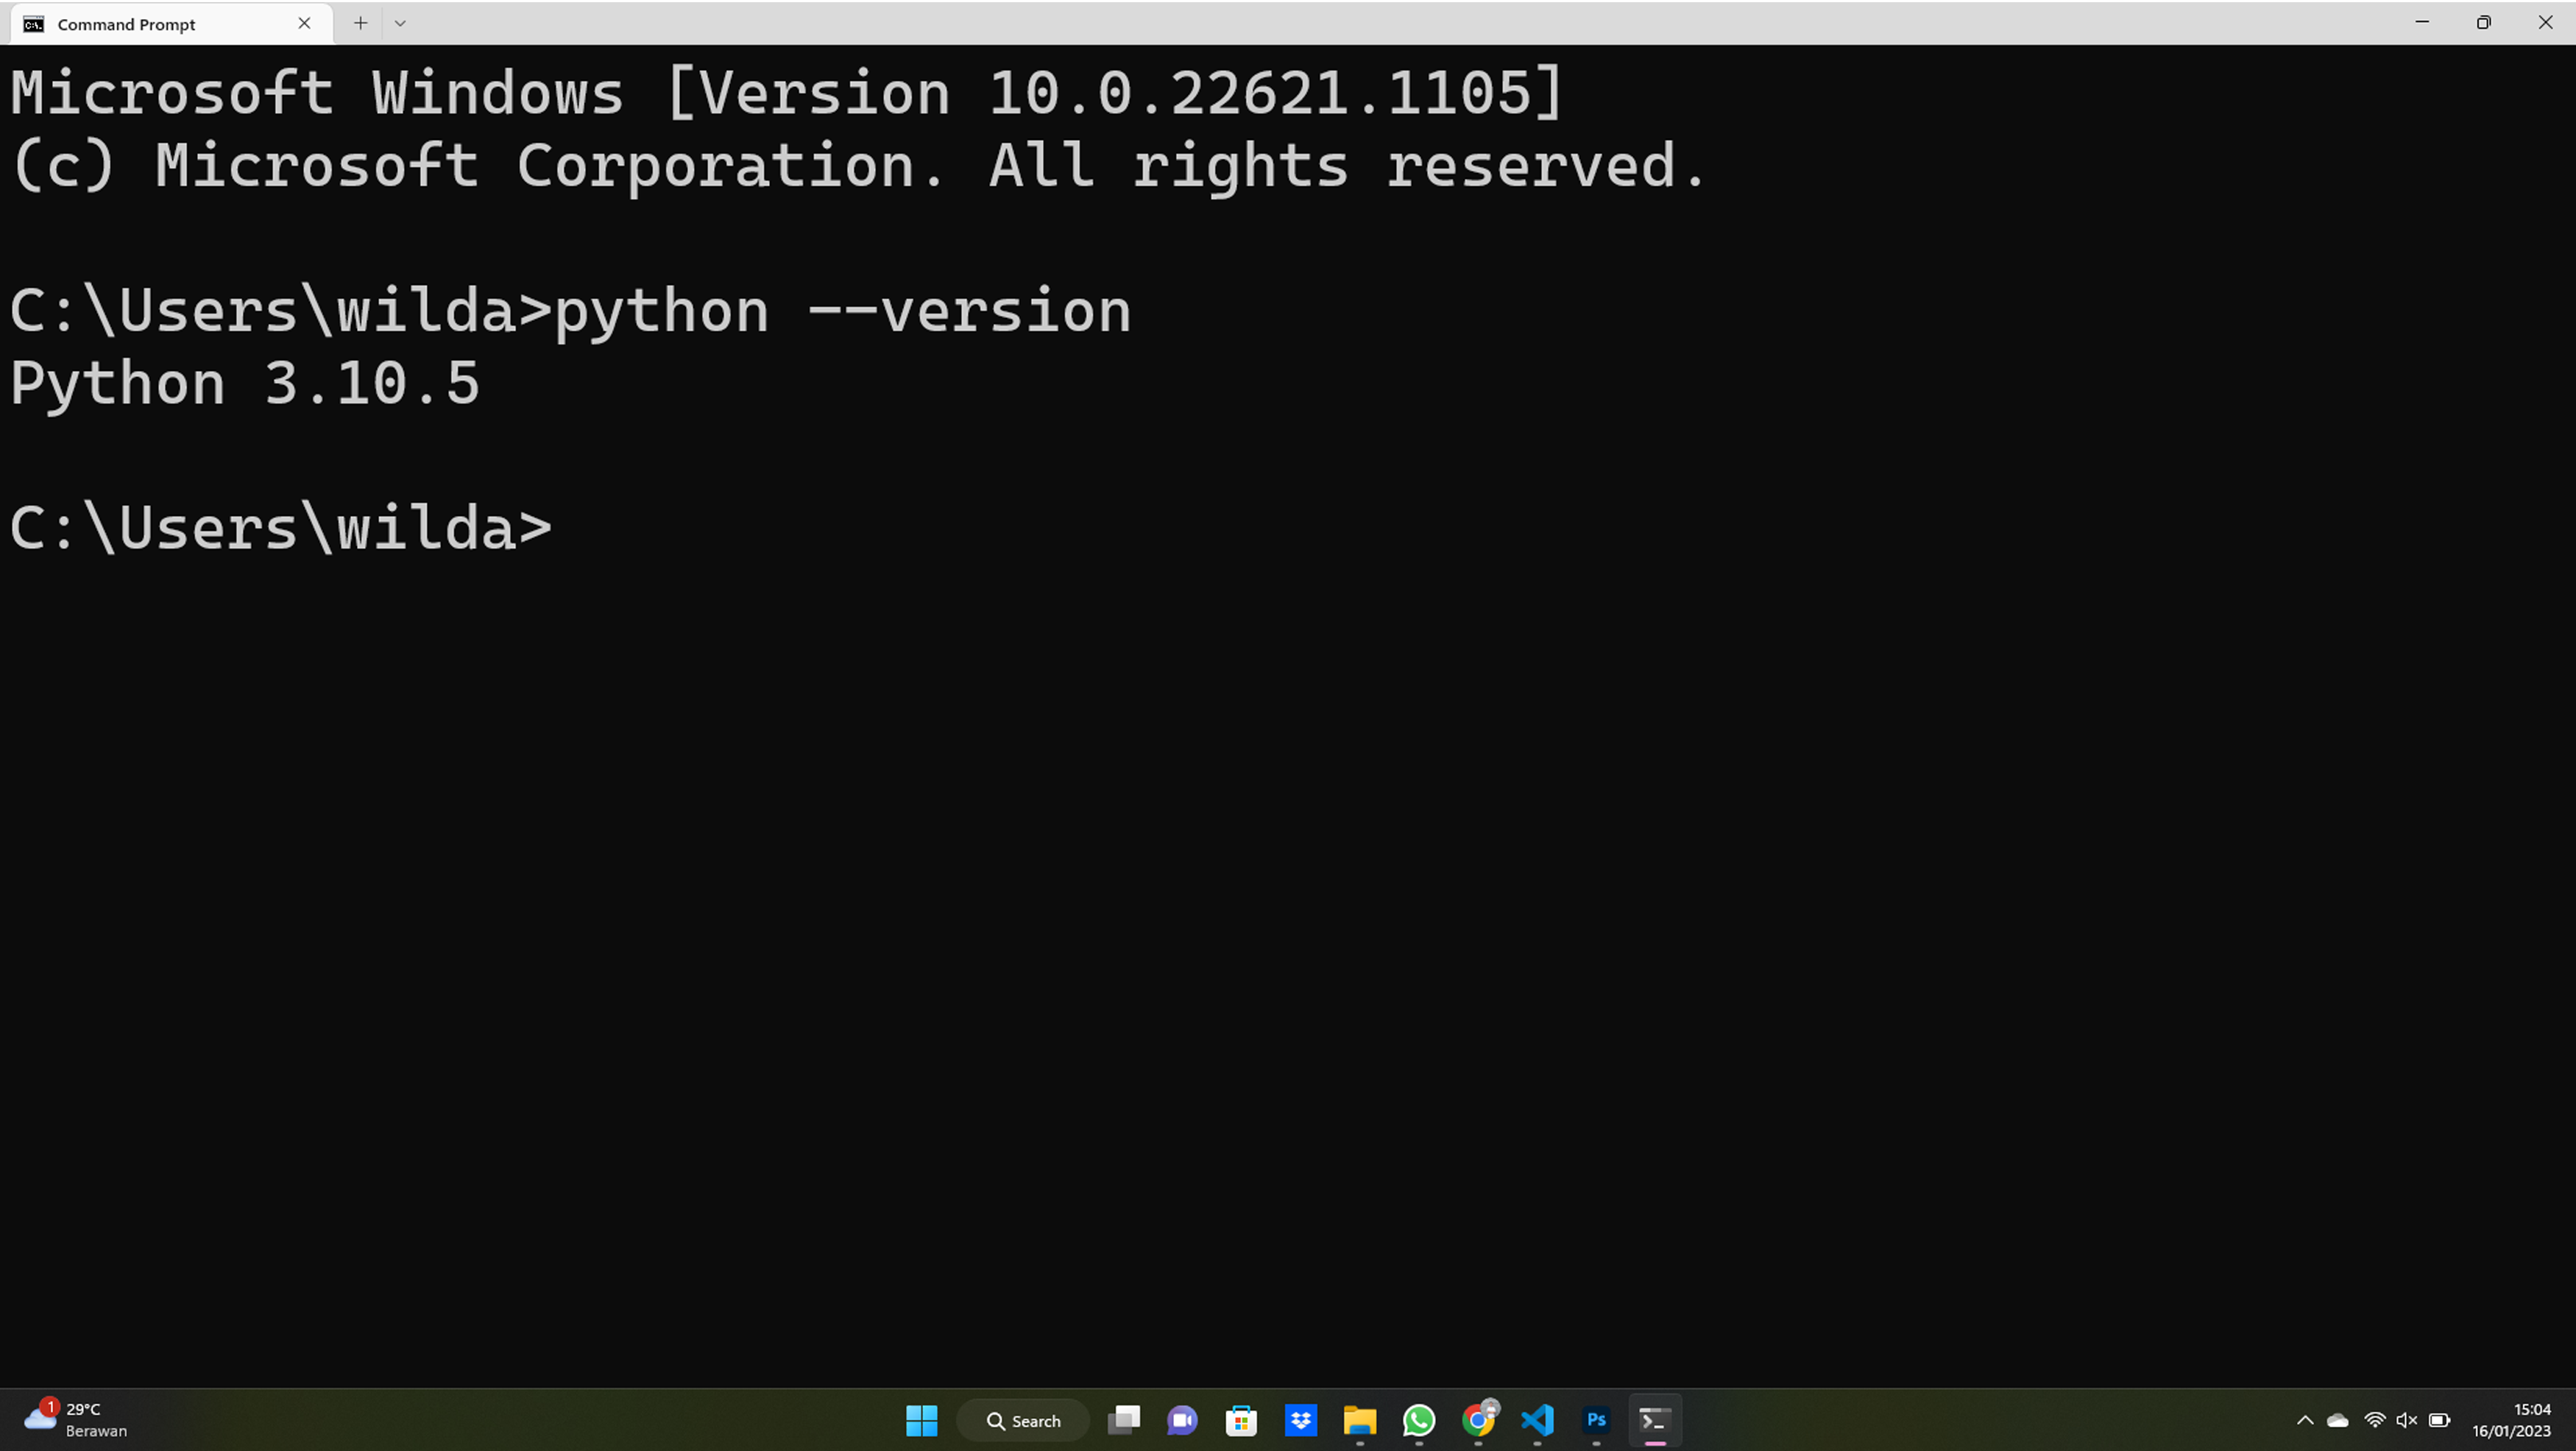 Command Prompt
Microsoft Windows [Version 10.0.22621.1105]
(c) Microsoft Corporation. All rights reserved.
C:\Users\wilda>python --version
Python 3.10.5
C:\Users\wilda>
1
29°C
Berawan
Search
Ps
15:04
16/01/2023